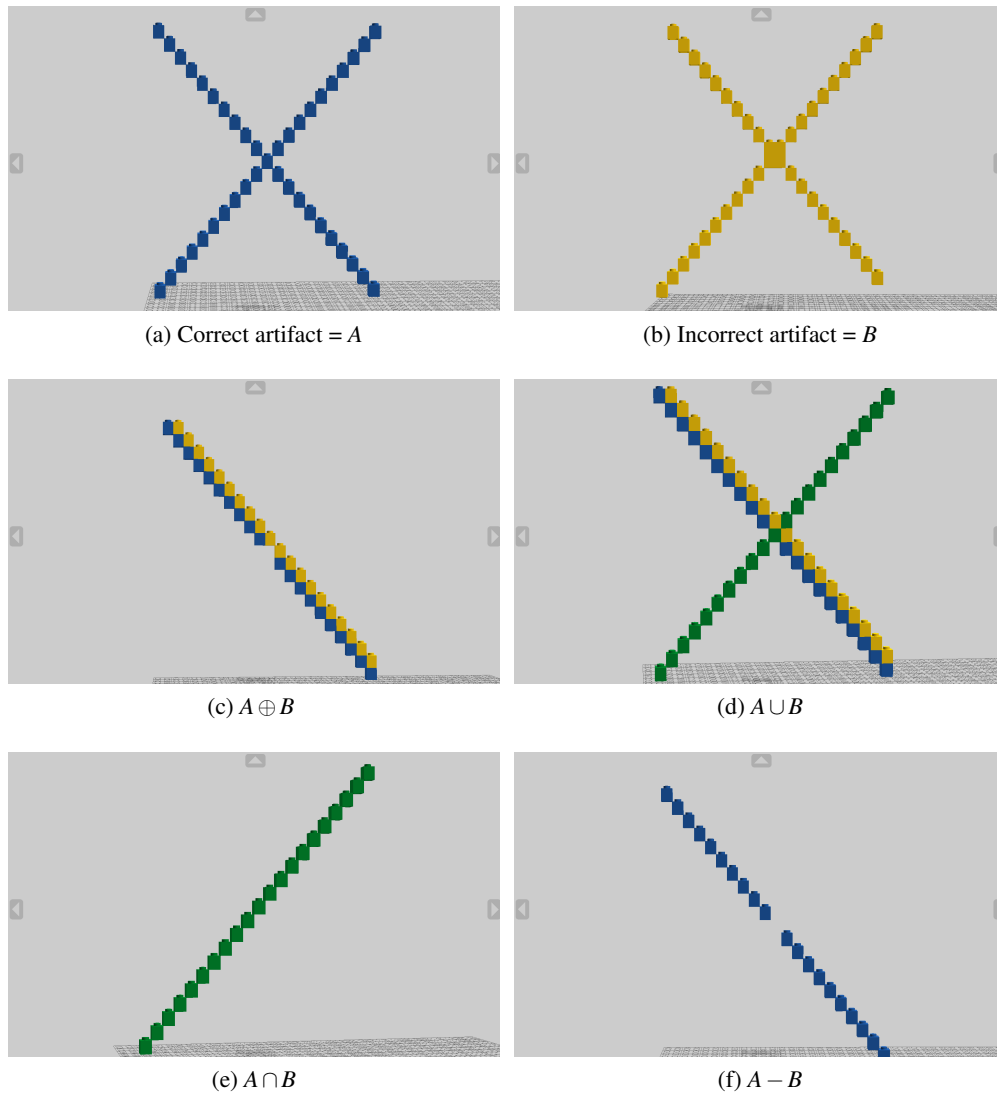 (a) Correct artifact = A
(b) Incorrect artifact = B
(c) A ⊕ B
(d) A ∪ B
(e) A ∩ B
(f) A − B